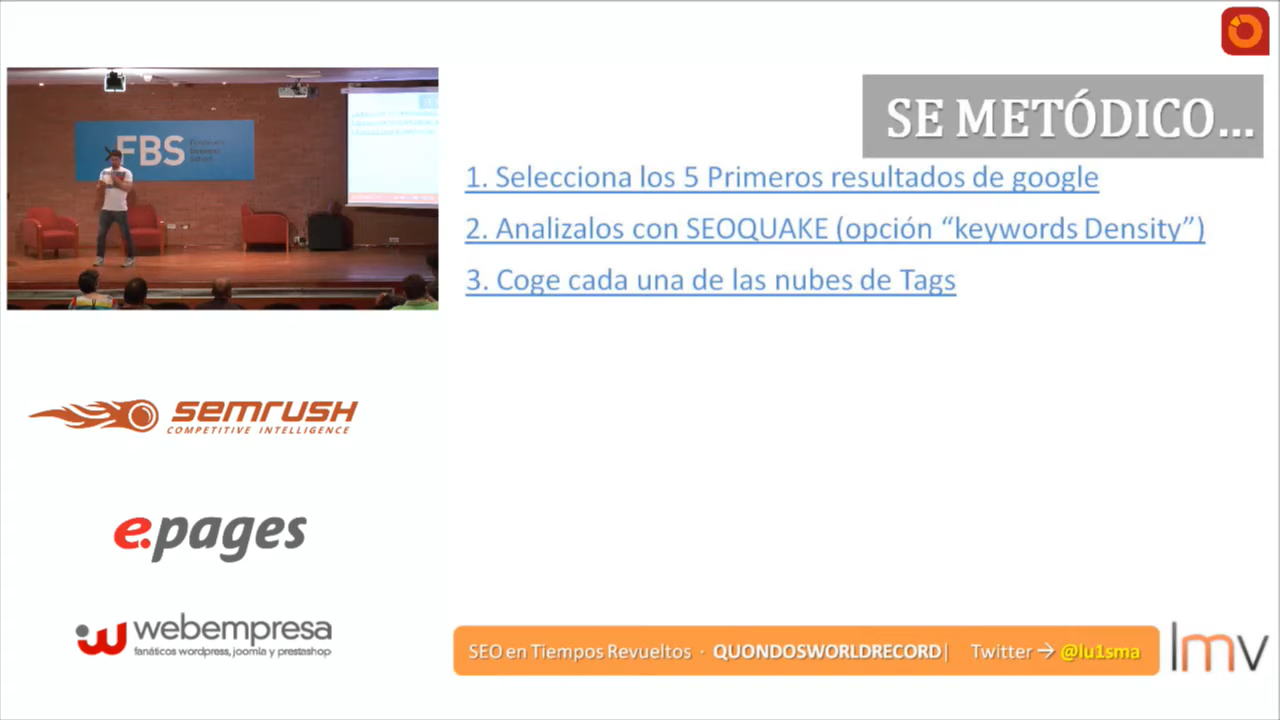 SE METÓDICO...
FBS
1. Selecciona los 5 Primeros resultados de google
2. Analizalos con SEOQUAKE (opción “keywords Density”)
3. Coge cada una de las nubes de Tags
semrush
COMPETITIVE INTELLIGENCE
e.pages
webempresa
fanáticos wordpress, joomla y prestashop
SEO en Tiempos Revueltos · QUONDOSWORLDRECORD| Twitter → @lu1sma
lmv